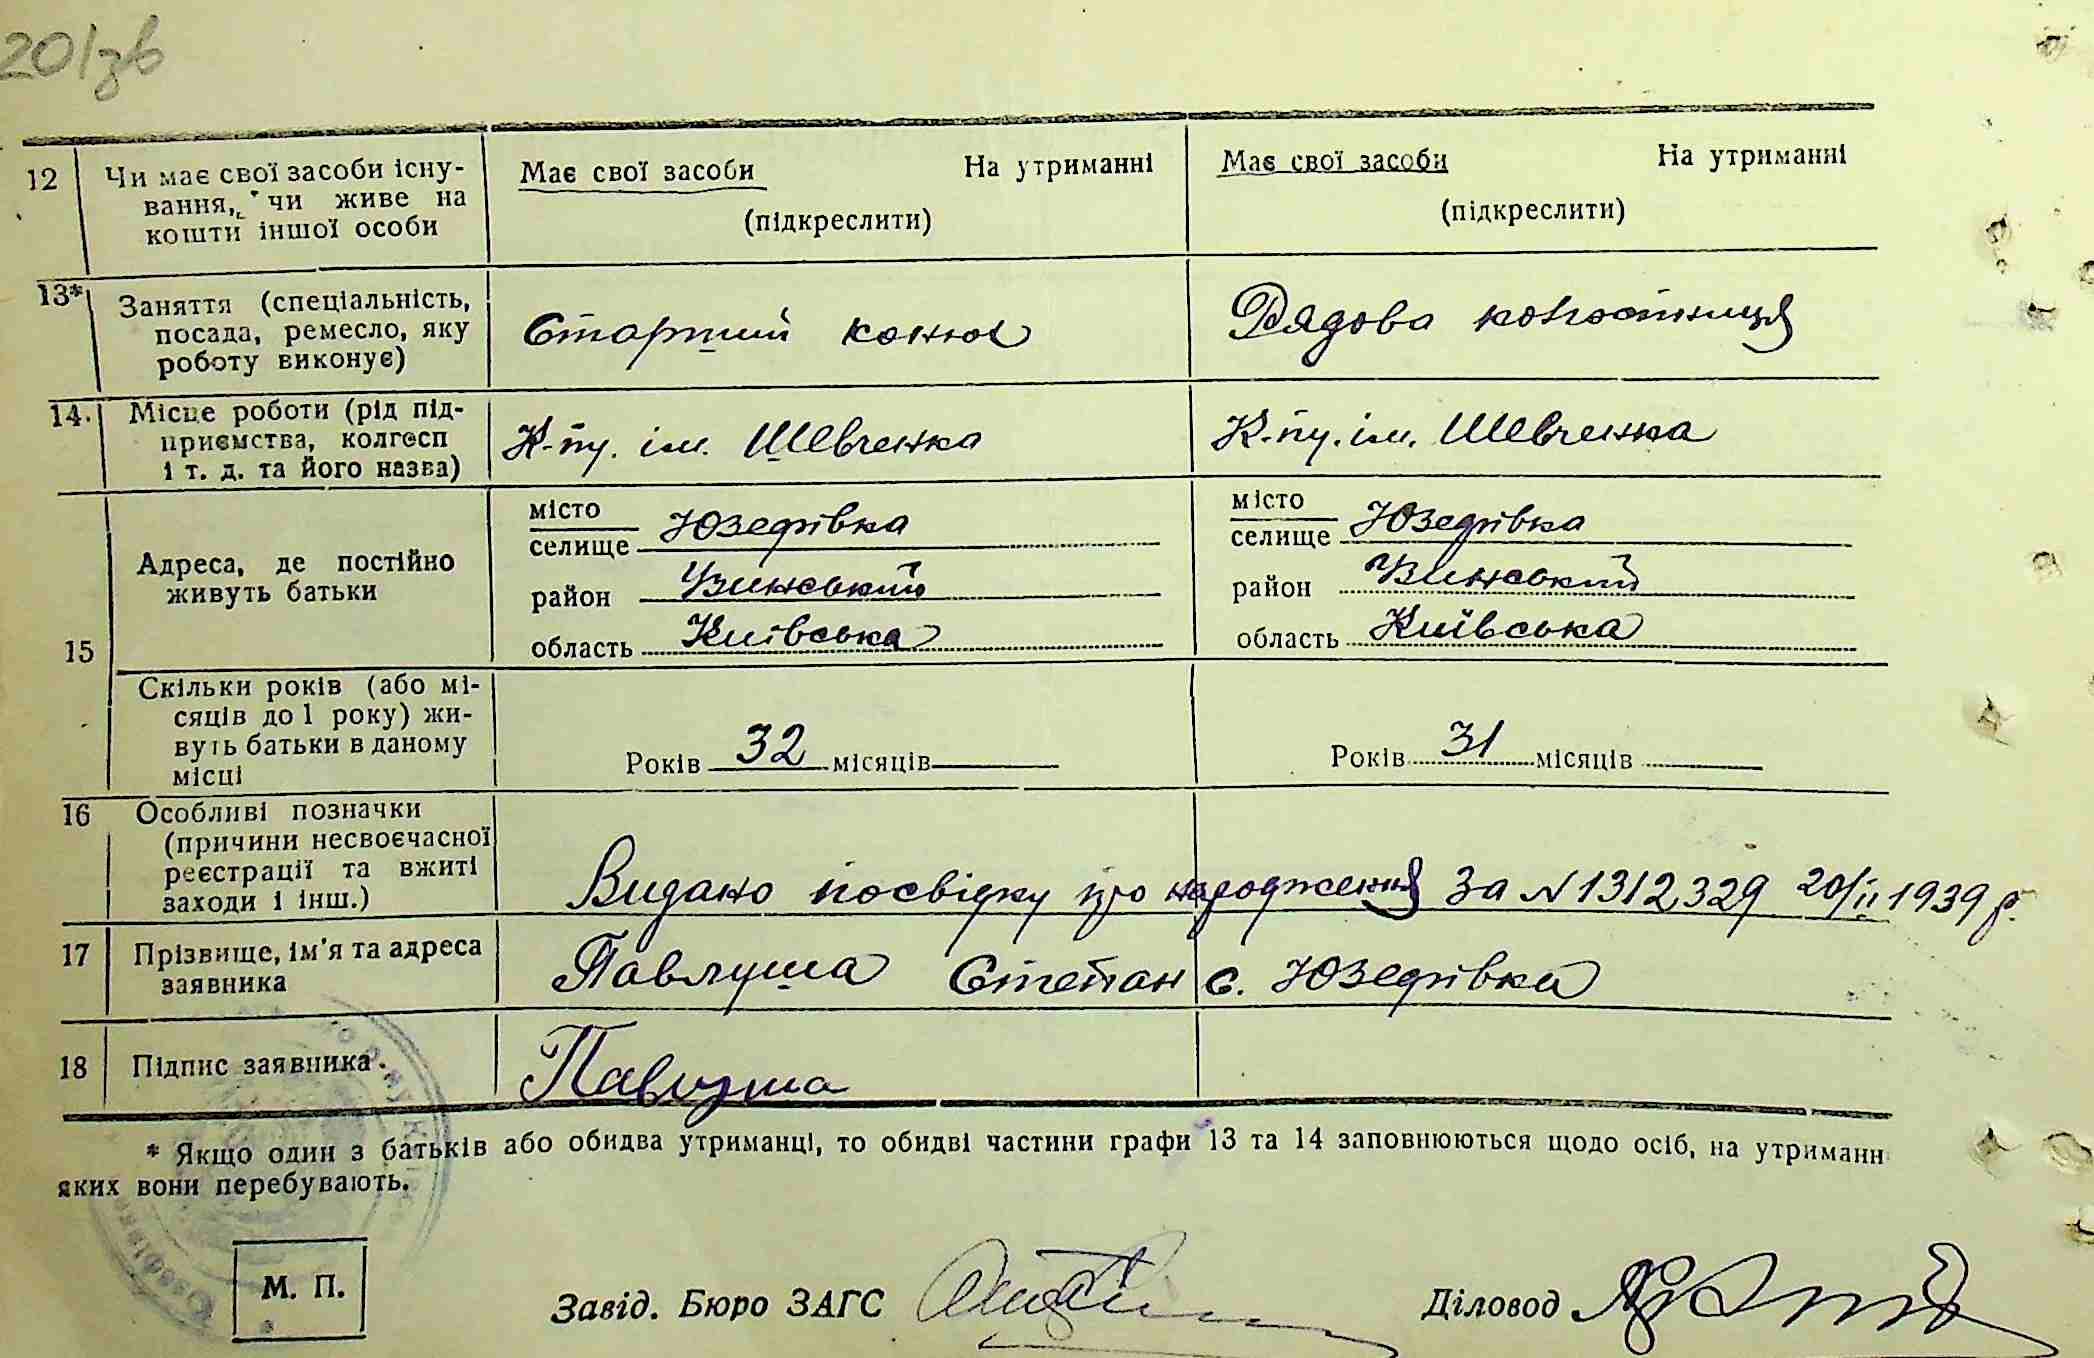 20/зв
12 Чи має свої засоби існу-
вання, чи живе на
кошти іншої особи
Має свої засоби На утриманні
(підкреслити)
Має свої засоби На утриманні
(підкреслити)
13* Заняття (спеціальність,
посада, ремесло, яку
роботу виконує)
Старший конюх
Рядова колгоспниця
14. Місце роботи (рід під-
приємства, колгосп
і т. д. та його назва)
К-пу. ім. Шевченка
К-пу. ім. Шевченка
15 Адреса, де постійно
живуть батьки
місто
селище Юзефівка
район Узинський
область Київська
місто
селище Юзефівка
район Узинський
область Київська
Скільки років (або мі-
сяців до 1 року) жи-
вуть батьки в даному
місці
Років 32 місяців
Років 31 місяців
16 Особливі позначки
(причини несвоєчасної
реєстрації та вжиті
заходи і інш.)
Видано посвідку про народження за N 1312329 20/II 1939 р.
17 Прізвище, ім'я та адреса
заявника
Павлуша Степан с. Юзефівка
18 Підпис заявника.
Павлуша
* Якщо один з батьків або обидва утриманці, то обидві частини графи 13 та 14 заповнюються щодо осіб, на утриманн
яких вони перебувають.
М. П.
Завід. Бюро ЗАГС
Діловод